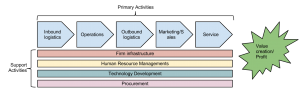 Primary Activities
Inbound
logistics
Operations
Outbound
logistics
Marketing/S
ales
Service
Value
creation/
Profit
Support
Activities
Firm infrastructure
Human Resource Managements
Technology Development
Procurement